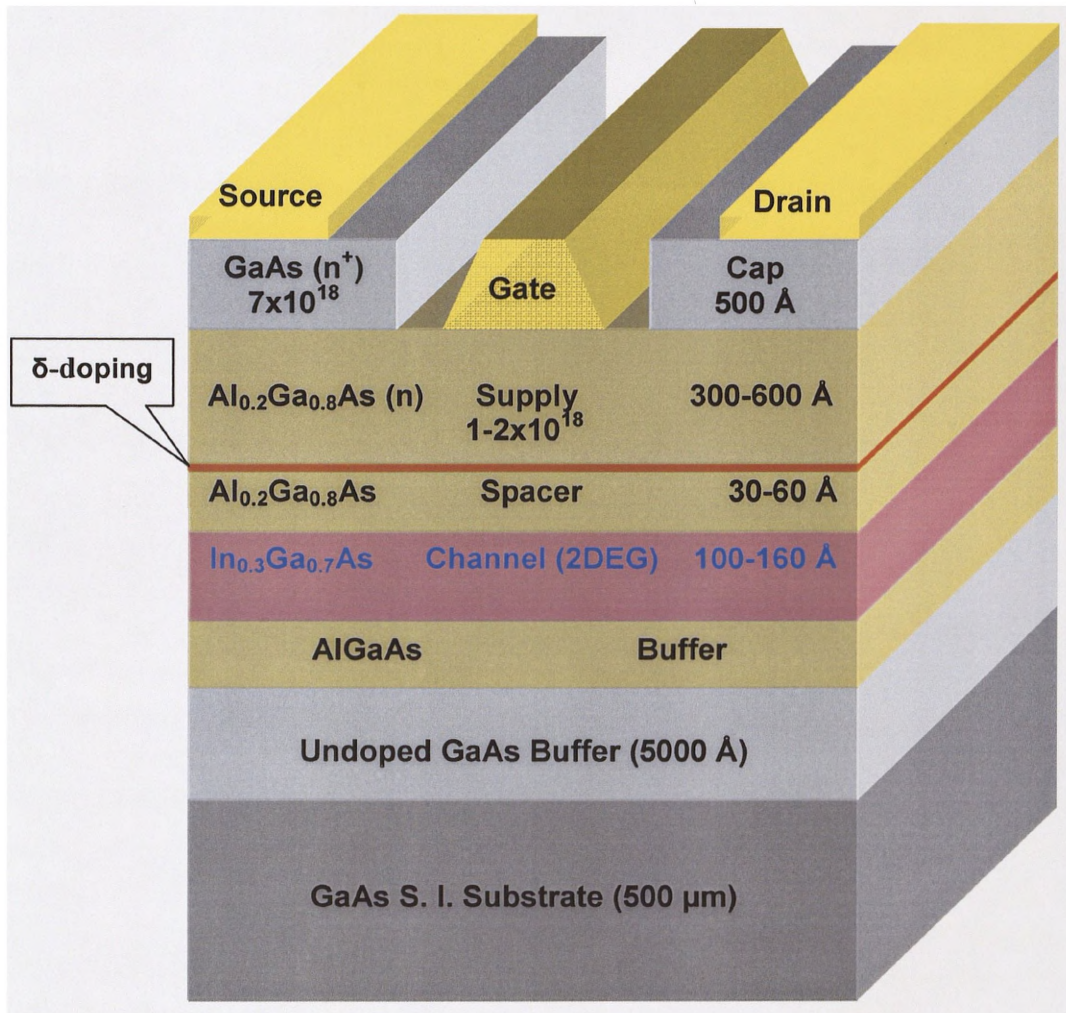 Source
Drain
GaAs (n⁺)
7x10¹⁸
Gate
Cap
500 Å
δ-doping
Al₀.₂Ga₀.₈As (n)
Supply
1-2x10¹⁸
300-600 Å
Al₀.₂Ga₀.₈As
Spacer
30-60 Å
In₀.₃Ga₀.₇As
Channel (2DEG)
100-160 Å
AlGaAs
Buffer
Undoped GaAs Buffer (5000 Å)
GaAs S. I. Substrate (500 µm)